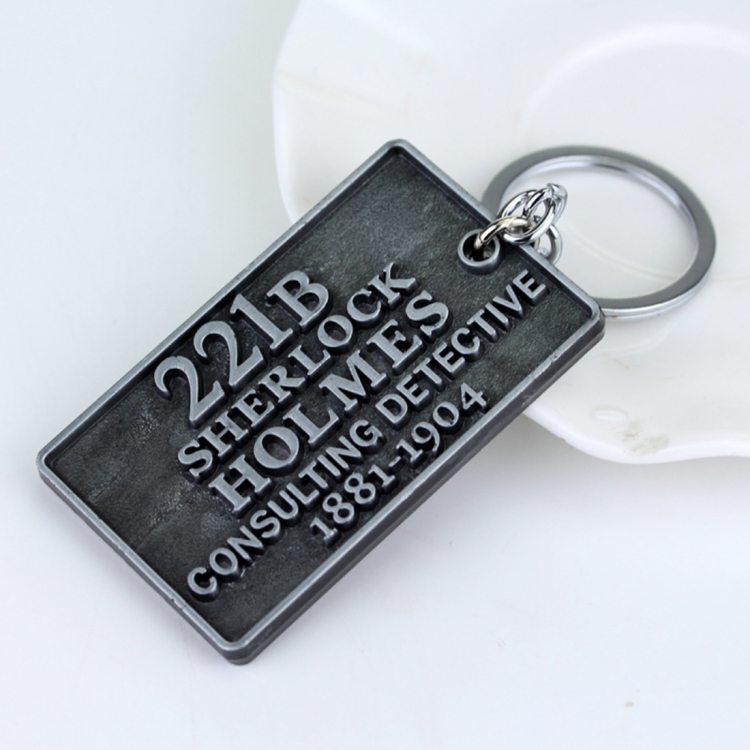 221B
SHERLOCK
HOLMES
CONSULTING DETECTIVE
1881-1904